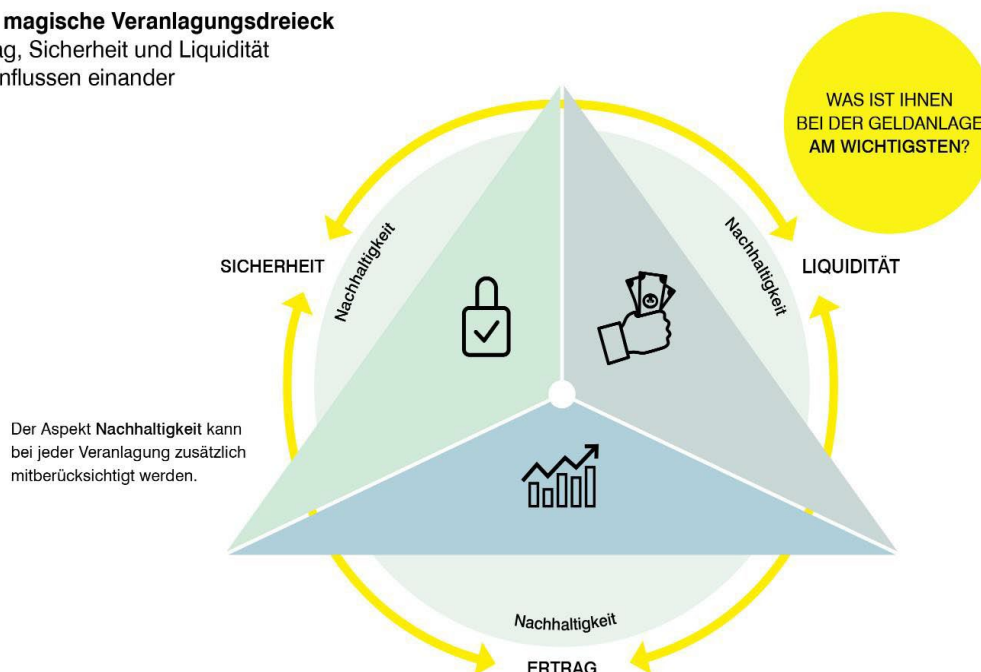 magische Veranlagungsdreieck
ag, Sicherheit und Liquidität
nflussen einander
WAS IST IHNEN
BEI DER GELDANLAGE
AM WICHTIGSTEN?
Nachhaltigkeit
Nachhaltigkeit
SICHERHEIT
LIQUIDITÄT
Der Aspekt Nachhaltigkeit kann
bei jeder Veranlagung zusätzlich
mitberücksichtigt werden.
Nachhaltigkeit
ERTRAG